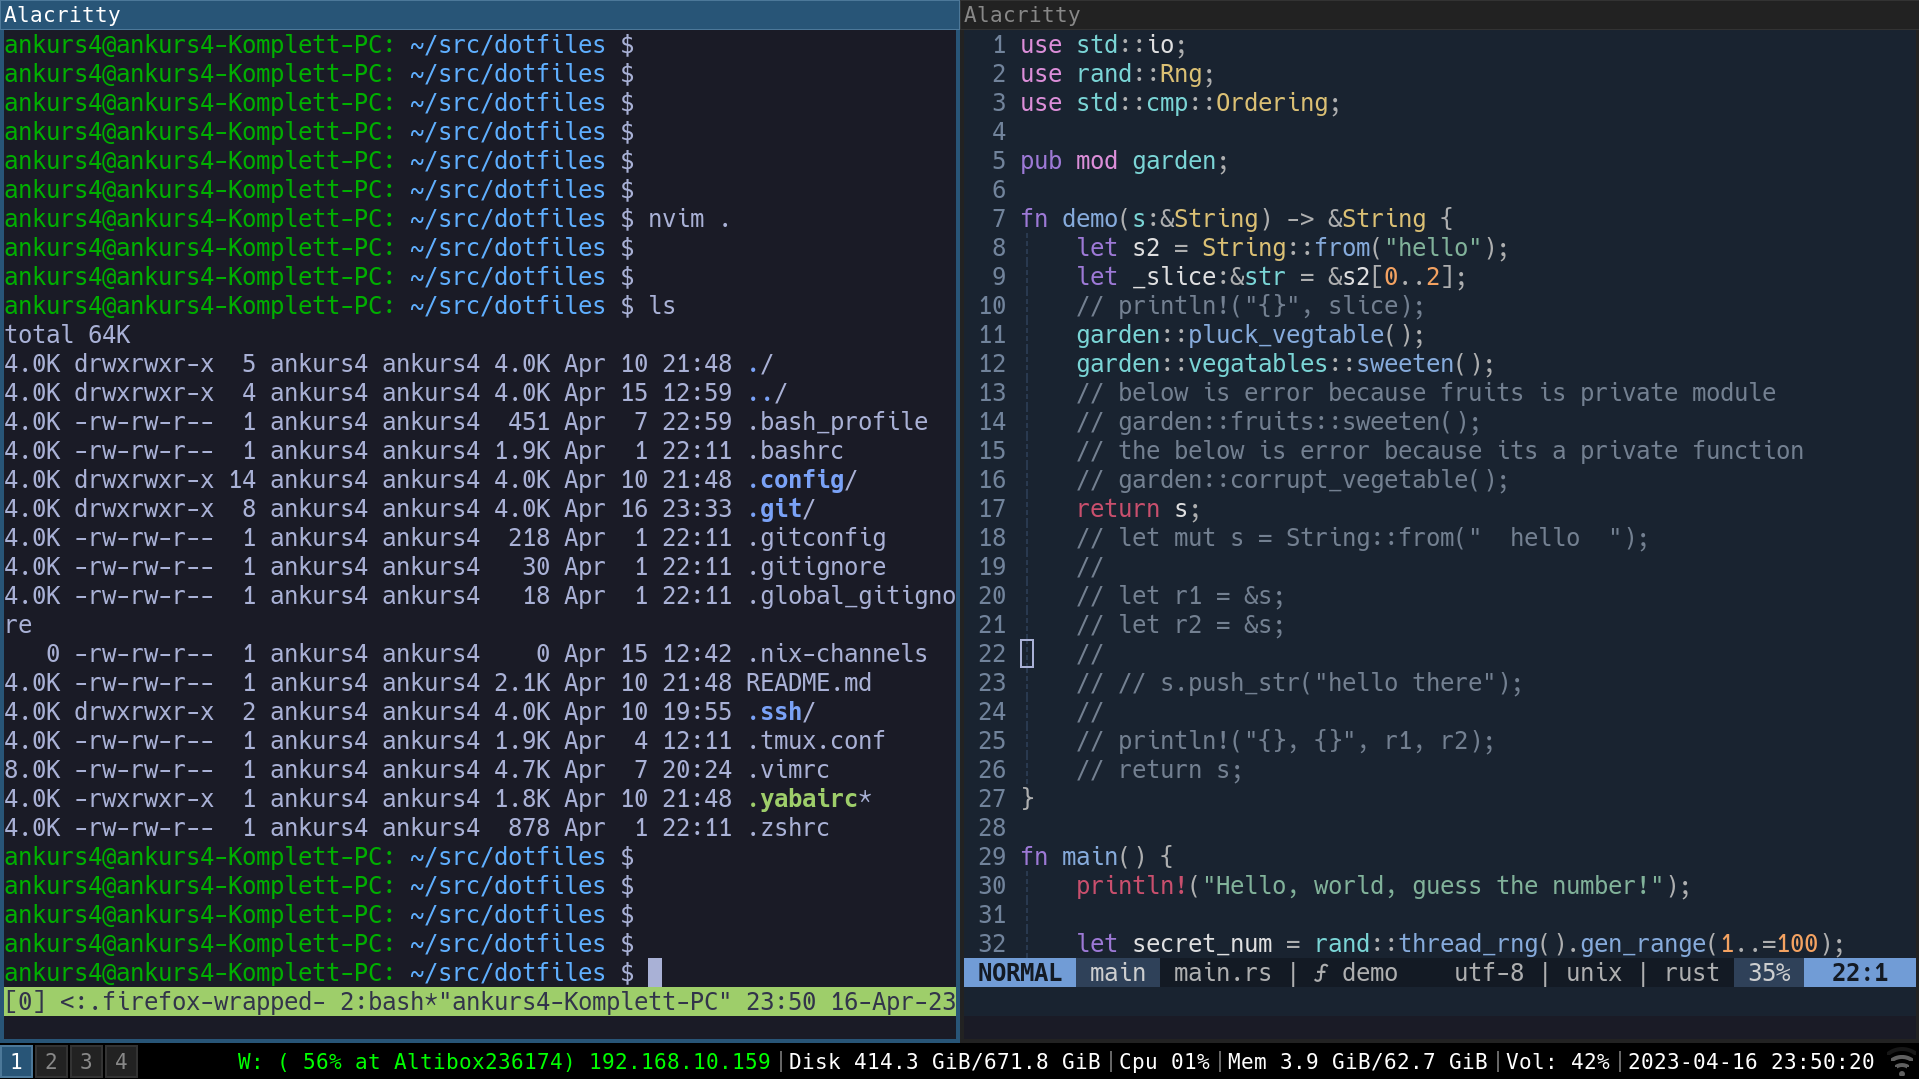 Alacritty
ankurs4@ankurs4-Komplett-PC: ~/src/dotfiles $
ankurs4@ankurs4-Komplett-PC: ~/src/dotfiles $
ankurs4@ankurs4-Komplett-PC: ~/src/dotfiles $
ankurs4@ankurs4-Komplett-PC: ~/src/dotfiles $
ankurs4@ankurs4-Komplett-PC: ~/src/dotfiles $
ankurs4@ankurs4-Komplett-PC: ~/src/dotfiles $
ankurs4@ankurs4-Komplett-PC: ~/src/dotfiles $ nvim .
ankurs4@ankurs4-Komplett-PC: ~/src/dotfiles $
ankurs4@ankurs4-Komplett-PC: ~/src/dotfiles $
ankurs4@ankurs4-Komplett-PC: ~/src/dotfiles $ ls
total 64K
4.0K drwxrwxr-x  5 ankurs4 ankurs4 4.0K Apr 10 21:48 ./
4.0K drwxrwxr-x  4 ankurs4 ankurs4 4.0K Apr 15 12:59 ../
4.0K -rw-rw-r--  1 ankurs4 ankurs4  451 Apr  7 22:59 .bash_profile
4.0K -rw-rw-r--  1 ankurs4 ankurs4 1.9K Apr  1 22:11 .bashrc
4.0K drwxrwxr-x 14 ankurs4 ankurs4 4.0K Apr 10 21:48 .config/
4.0K drwxrwxr-x  8 ankurs4 ankurs4 4.0K Apr 16 23:33 .git/
4.0K -rw-rw-r--  1 ankurs4 ankurs4  218 Apr  1 22:11 .gitconfig
4.0K -rw-rw-r--  1 ankurs4 ankurs4   30 Apr  1 22:11 .gitignore
4.0K -rw-rw-r--  1 ankurs4 ankurs4   18 Apr  1 22:11 .global_gitigno
re
   0 -rw-rw-r--  1 ankurs4 ankurs4    0 Apr 15 12:42 .nix-channels
4.0K -rw-rw-r--  1 ankurs4 ankurs4 2.1K Apr 10 21:48 README.md
4.0K drwxrwxr-x  2 ankurs4 ankurs4 4.0K Apr 10 19:55 .ssh/
4.0K -rw-rw-r--  1 ankurs4 ankurs4 1.9K Apr  4 12:11 .tmux.conf
8.0K -rw-rw-r--  1 ankurs4 ankurs4 4.7K Apr  7 20:24 .vimrc
4.0K -rwxrwxr-x  1 ankurs4 ankurs4 1.8K Apr 10 21:48 .yabairc*
4.0K -rw-rw-r--  1 ankurs4 ankurs4  878 Apr  1 22:11 .zshrc
ankurs4@ankurs4-Komplett-PC: ~/src/dotfiles $
ankurs4@ankurs4-Komplett-PC: ~/src/dotfiles $
ankurs4@ankurs4-Komplett-PC: ~/src/dotfiles $
ankurs4@ankurs4-Komplett-PC: ~/src/dotfiles $
ankurs4@ankurs4-Komplett-PC: ~/src/dotfiles $
[0] <:.firefox-wrapped- 2:bash*"ankurs4-Komplett-PC" 23:50 16-Apr-23
Alacritty
1 use std::io;
2 use rand::Rng;
3 use std::cmp::Ordering;
4
5 pub mod garden;
6
7 fn demo(s:&String) -> &String {
8     let s2 = String::from("hello");
9     let _slice:&str = &s2[0..2];
10     // println!("{}", slice);
11     garden::pluck_vegtable();
12     garden::vegatables::sweeten();
13     // below is error because fruits is private module
14     // garden::fruits::sweeten();
15     // the below is error because its a private function
16     // garden::corrupt_vegetable();
17     return s;
18     // let mut s = String::from("  hello  ");
19     //
20     // let r1 = &s;
21     // let r2 = &s;
22     //
23     // // s.push_str("hello there");
24     //
25     // println!("{}, {}", r1, r2);
26     // return s;
27 }
28
29 fn main() {
30     println!("Hello, world, guess the number!");
31
32     let secret_num = rand::thread_rng().gen_range(1..=100);
NORMAL main main.rs | ƒ demo utf-8 | unix | rust 35% 22:1
1 2 3 4 W: ( 56% at Altibox236174) 192.168.10.159|Disk 414.3 GiB/671.8 GiB|Cpu 01%|Mem 3.9 GiB/62.7 GiB|Vol: 42%|2023-04-16 23:50:20